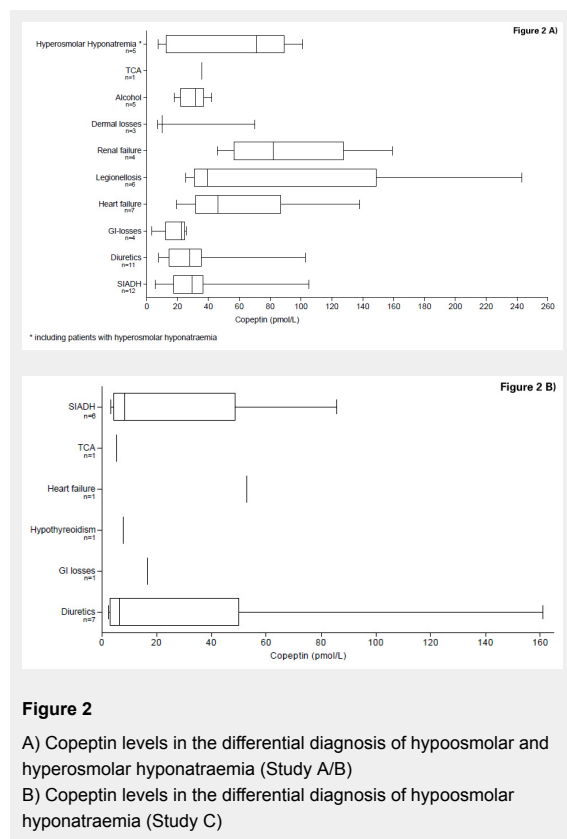 Figure 2 A)
Hyperosmolar Hyponatremia *
n=5
TCA
n=1
Alcohol
n=5
Dermal losses
n=3
Renal failure
n=4
Legionellosis
n=6
Heart failure
n=7
GI-losses
n=4
Diuretics
n=11
SIADH
n=12
0 20 40 60 80 100 120 140 160 180 200 220 240 260
Copeptin (pmol/L)
* including patients with hyperosmolar hyponatraemia
Figure 2 B)
SIADH
n=6
TCA
n=1
Heart failure
n=1
Hypothyreoidism
n=1
GI losses
n=1
Diuretics
n=7
0 20 40 60 80 100 120 140 160
Copeptin (pmol/L)
Figure 2
A) Copeptin levels in the differential diagnosis of hypoosmolar and
hyperosmolar hyponatraemia (Study A/B)
B) Copeptin levels in the differential diagnosis of hypoosmolar
hyponatraemia (Study C)